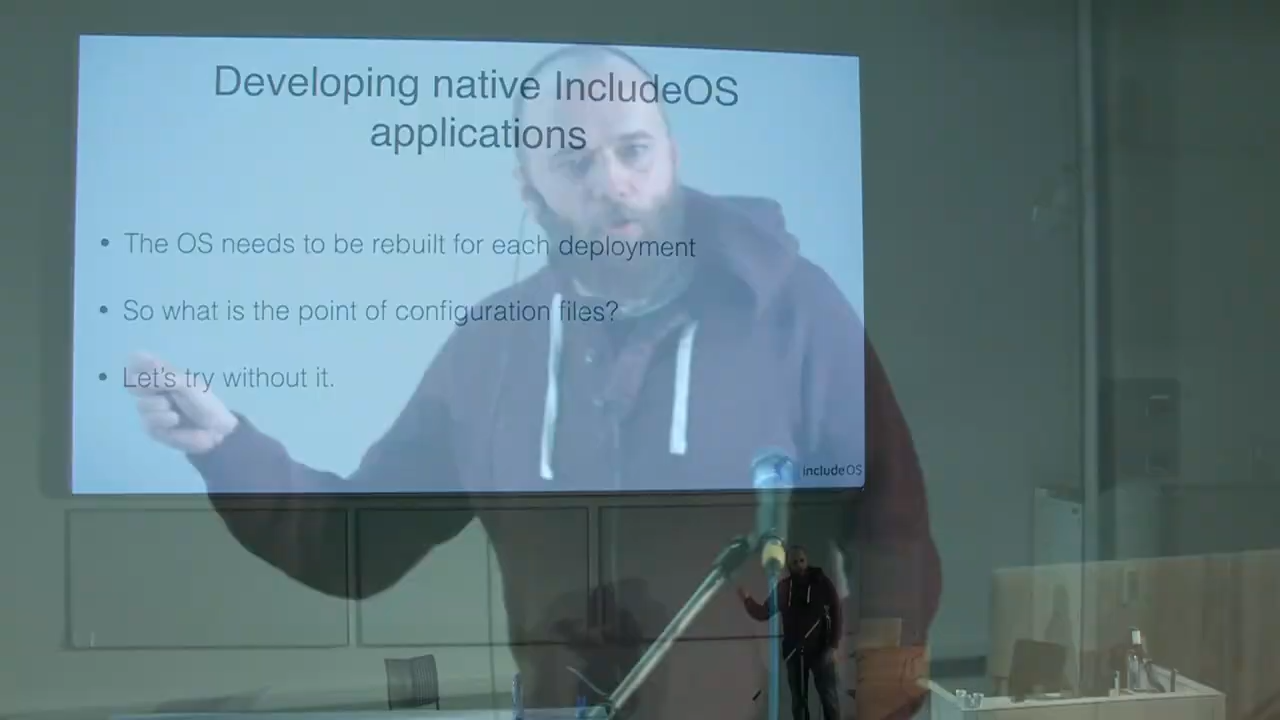 Developing native IncludeOS
applications
• The OS needs to be rebuilt for each deployment
• So what is the point of configuration files?
• Let's try without it.
includeOS